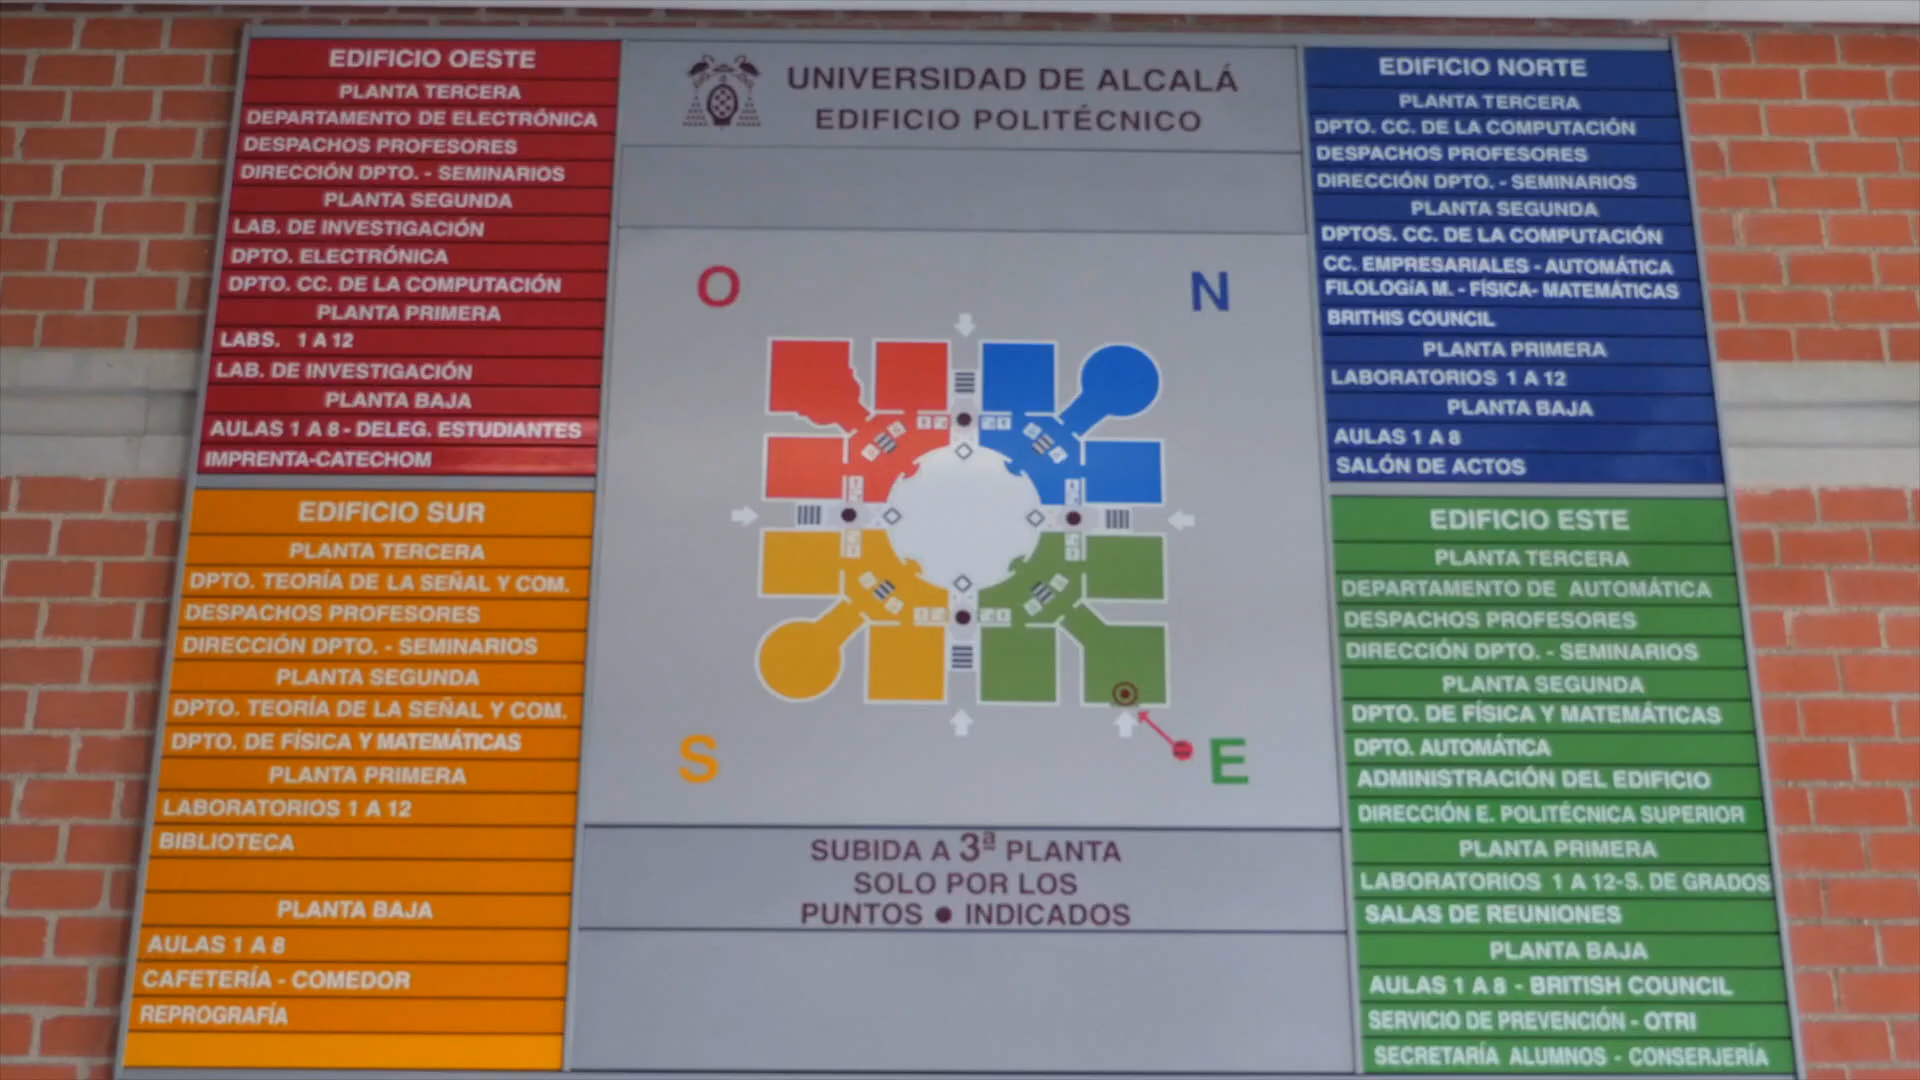 EDIFICIO OESTE
PLANTA TERCERA
DEPARTAMENTO DE ELECTRÓNICA
DESPACHOS PROFESORES
DIRECCIÓN DPTO. - SEMINARIOS
PLANTA SEGUNDA
LAB. DE INVESTIGACIÓN
DPTO. ELECTRÓNICA
DPTO. CC. DE LA COMPUTACIÓN
PLANTA PRIMERA
LABS. 1 A 12
LAB. DE INVESTIGACIÓN
PLANTA BAJA
AULAS 1 A 8 - DELEG. ESTUDIANTES
IMPRENTA-CATECHOM
EDIFICIO SUR
PLANTA TERCERA
DPTO. TEORÍA DE LA SEÑAL Y COM.
DESPACHOS PROFESORES
DIRECCIÓN DPTO. - SEMINARIOS
PLANTA SEGUNDA
DPTO. TEORÍA DE LA SEÑAL Y COM.
DPTO. DE FÍSICA Y MATEMÁTICAS
PLANTA PRIMERA
LABORATORIOS 1 A 12
BIBLIOTECA
PLANTA BAJA
AULAS 1 A 8
CAFETERÍA - COMEDOR
REPROGRAFÍA
UNIVERSIDAD DE ALCALÁ
EDIFICIO POLITÉCNICO
O
N
S
E
SUBIDA A 3ª PLANTA
SOLO POR LOS
PUNTOS ● INDICADOS
EDIFICIO NORTE
PLANTA TERCERA
DPTO. CC. DE LA COMPUTACIÓN
DESPACHOS PROFESORES
DIRECCIÓN DPTO. - SEMINARIOS
PLANTA SEGUNDA
DPTOS. CC. DE LA COMPUTACIÓN
CC. EMPRESARIALES - AUTOMÁTICA
FILOLOGíA M. - FÍSICA- MATEMÁTICAS
BRITHIS COUNCIL
PLANTA PRIMERA
LABORATORIOS 1 A 12
PLANTA BAJA
AULAS 1 A 8
SALÓN DE ACTOS
EDIFICIO ESTE
PLANTA TERCERA
DEPARTAMENTO DE AUTOMÁTICA
DESPACHOS PROFESORES
DIRECCIÓN DPTO. - SEMINARIOS
PLANTA SEGUNDA
DPTO. DE FÍSICA Y MATEMÁTICAS
DPTO. AUTOMÁTICA
ADMINISTRACIÓN DEL EDIFICIO
DIRECCIÓN E. POLITÉCNICA SUPERIOR
PLANTA PRIMERA
LABORATORIOS 1 A 12-S. DE GRADOS
SALAS DE REUNIONES
PLANTA BAJA
AULAS 1 A 8 - BRITISH COUNCIL
SERVICIO DE PREVENCIÓN - OTRI
SECRETARÍA ALUMNOS - CONSERJERÍA